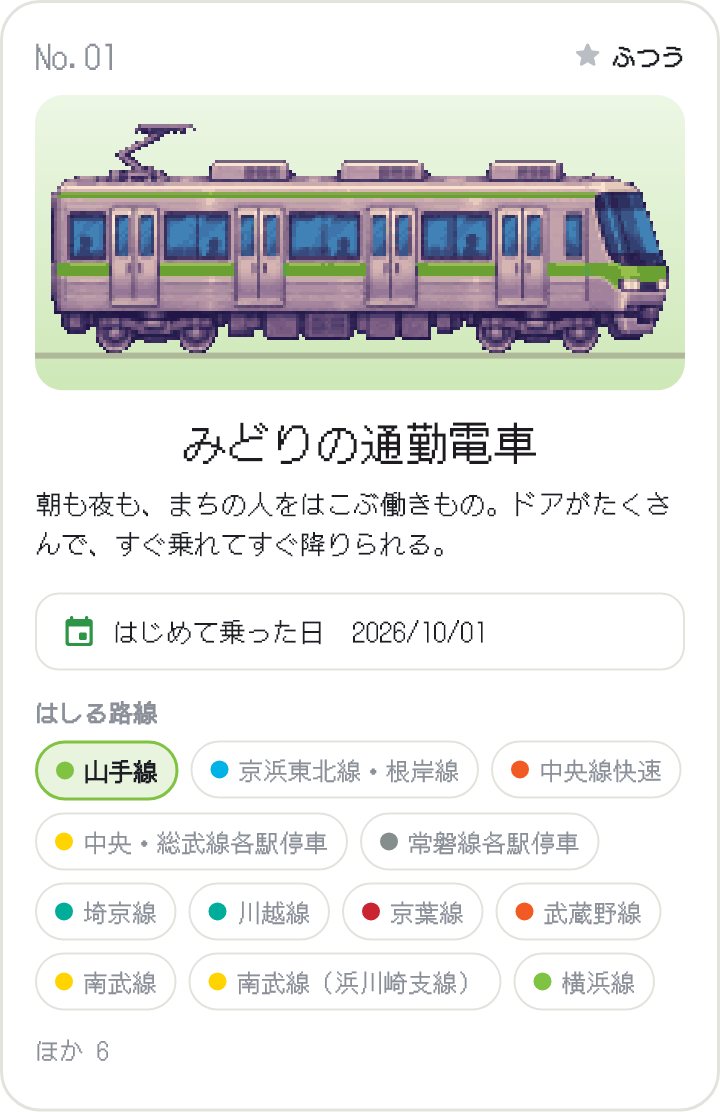 No.01
ふつう
みどりの通勤電車
朝も夜も、まちの人をはこぶ働きもの。ドアがたくさ
んで、すぐ乗れてすぐ降りられる。
はじめて乗った日 2026/10/01
はしる路線
山手線 京浜東北線・根岸線 中央線快速
中央・総武線各駅停車 常磐線各駅停車
埼京線 川越線 京葉線 武蔵野線
南武線 南武線（浜川崎支線） 横浜線
ほか 6